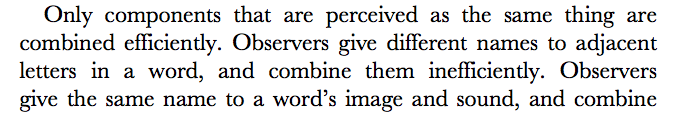 Only components that are perceived as the same thing are
combined efficiently. Observers give different names to adjacent
letters in a word, and combine them inefficiently. Observers
give the same name to a word’s image and sound, and combine